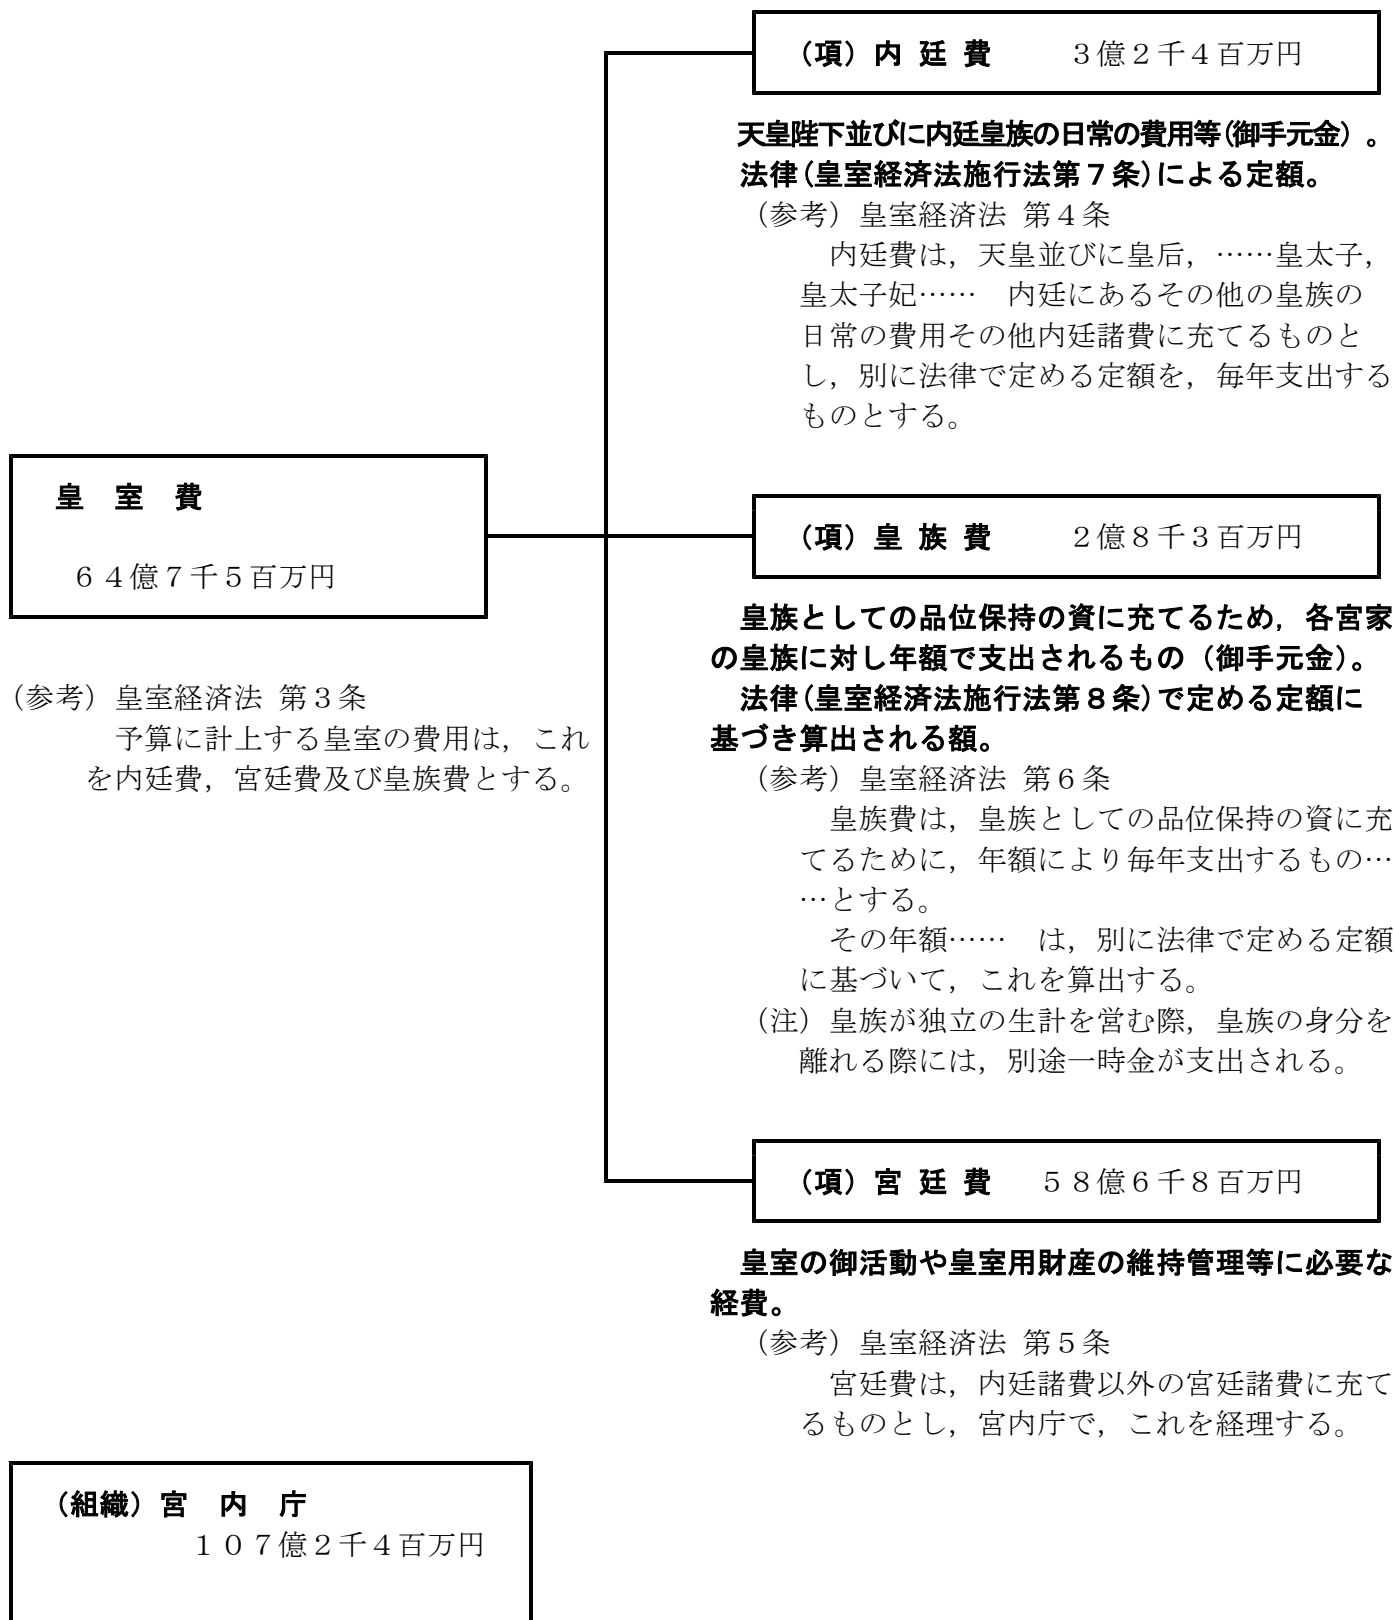 （項）内 廷 費　　３億２千４百万円
天皇陛下並びに内廷皇族の日常の費用等(御手元金）。
法律(皇室経済法施行法第７条)による定額。
（参考）皇室経済法 第４条
内廷費は，天皇並びに皇后，……皇太子，
皇太子妃……　内廷にあるその他の皇族の
日常の費用その他内廷諸費に充てるものと
し，別に法律で定める定額を，毎年支出する
ものとする。
皇　室　費
６４億７千５百万円
（参考）皇室経済法 第３条
予算に計上する皇室の費用は，これ
を内廷費，宮廷費及び皇族費とする。
（項）皇 族 費　　２億８千３百万円
皇族としての品位保持の資に充てるため，各宮家
の皇族に対し年額で支出されるもの（御手元金）。
法律(皇室経済法施行法第８条)で定める定額に
基づき算出される額。
（参考）皇室経済法 第６条
皇族費は，皇族としての品位保持の資に充
てるために，年額により毎年支出するもの…
…とする。
その年額……　は，別に法律で定める定額
に基づいて，これを算出する。
（注）皇族が独立の生計を営む際，皇族の身分を
離れる際には，別途一時金が支出される。
（項）宮 廷 費　５８億６千８百万円
皇室の御活動や皇室用財産の維持管理等に必要な
経費。
（参考）皇室経済法 第５条
宮廷費は，内廷諸費以外の宮廷諸費に充て
るものとし，宮内庁で，これを経理する。
（組織）宮　内　庁
１０７億２千４百万円